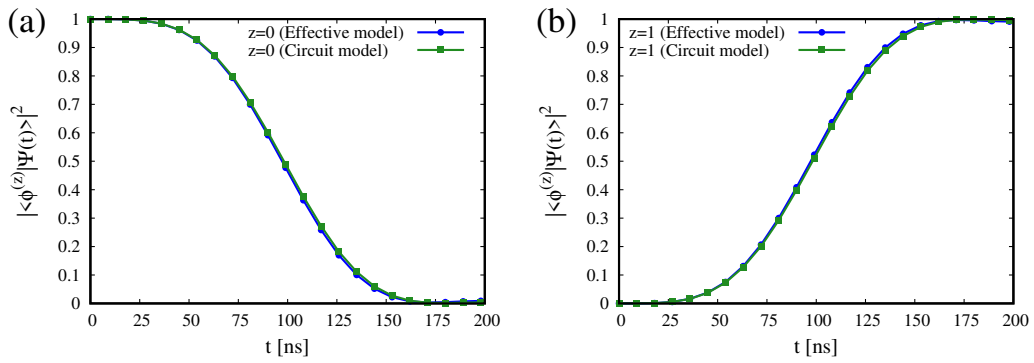 (a)
z=0 (Effective model)
z=0 (Circuit model)
|<ϕ^(z)|Ψ(t)>|^2
1
0.9
0.8
0.7
0.6
0.5
0.4
0.3
0.2
0.1
0
0 25 50 75 100 125 150 175 200
t [ns]
(b)
z=1 (Effective model)
z=1 (Circuit model)
|<ϕ^(z)|Ψ(t)>|^2
1
0.9
0.8
0.7
0.6
0.5
0.4
0.3
0.2
0.1
0
0 25 50 75 100 125 150 175 200
t [ns]